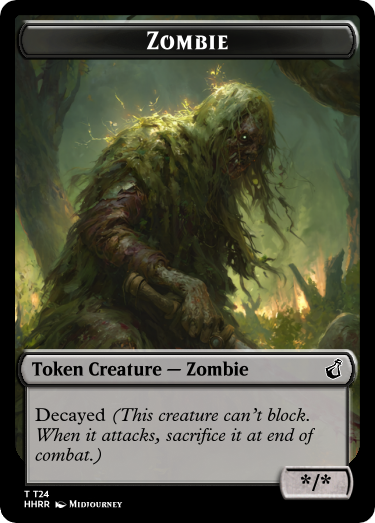 Zombie
Token Creature — Zombie
Decayed (This creature can't block.
When it attacks, sacrifice it at end of
combat.)
*/*
T T24
HHRR Midjourney